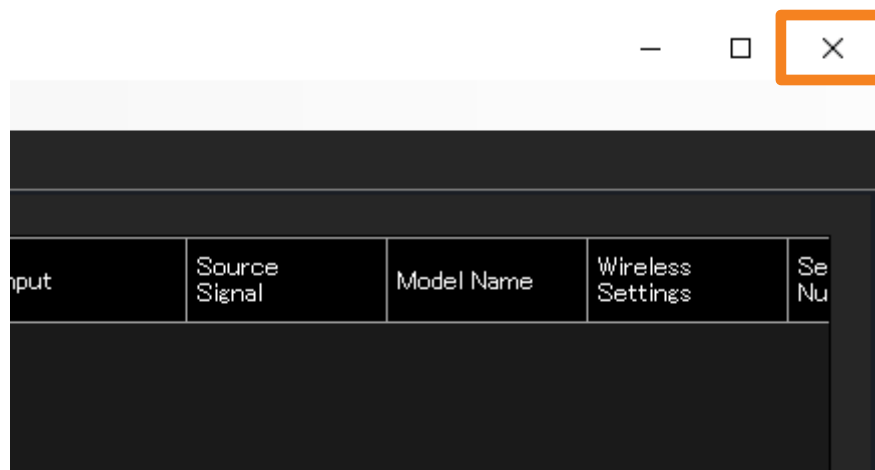 nput
Source
Signal
Model Name
Wireless
Settings
Se
Nu